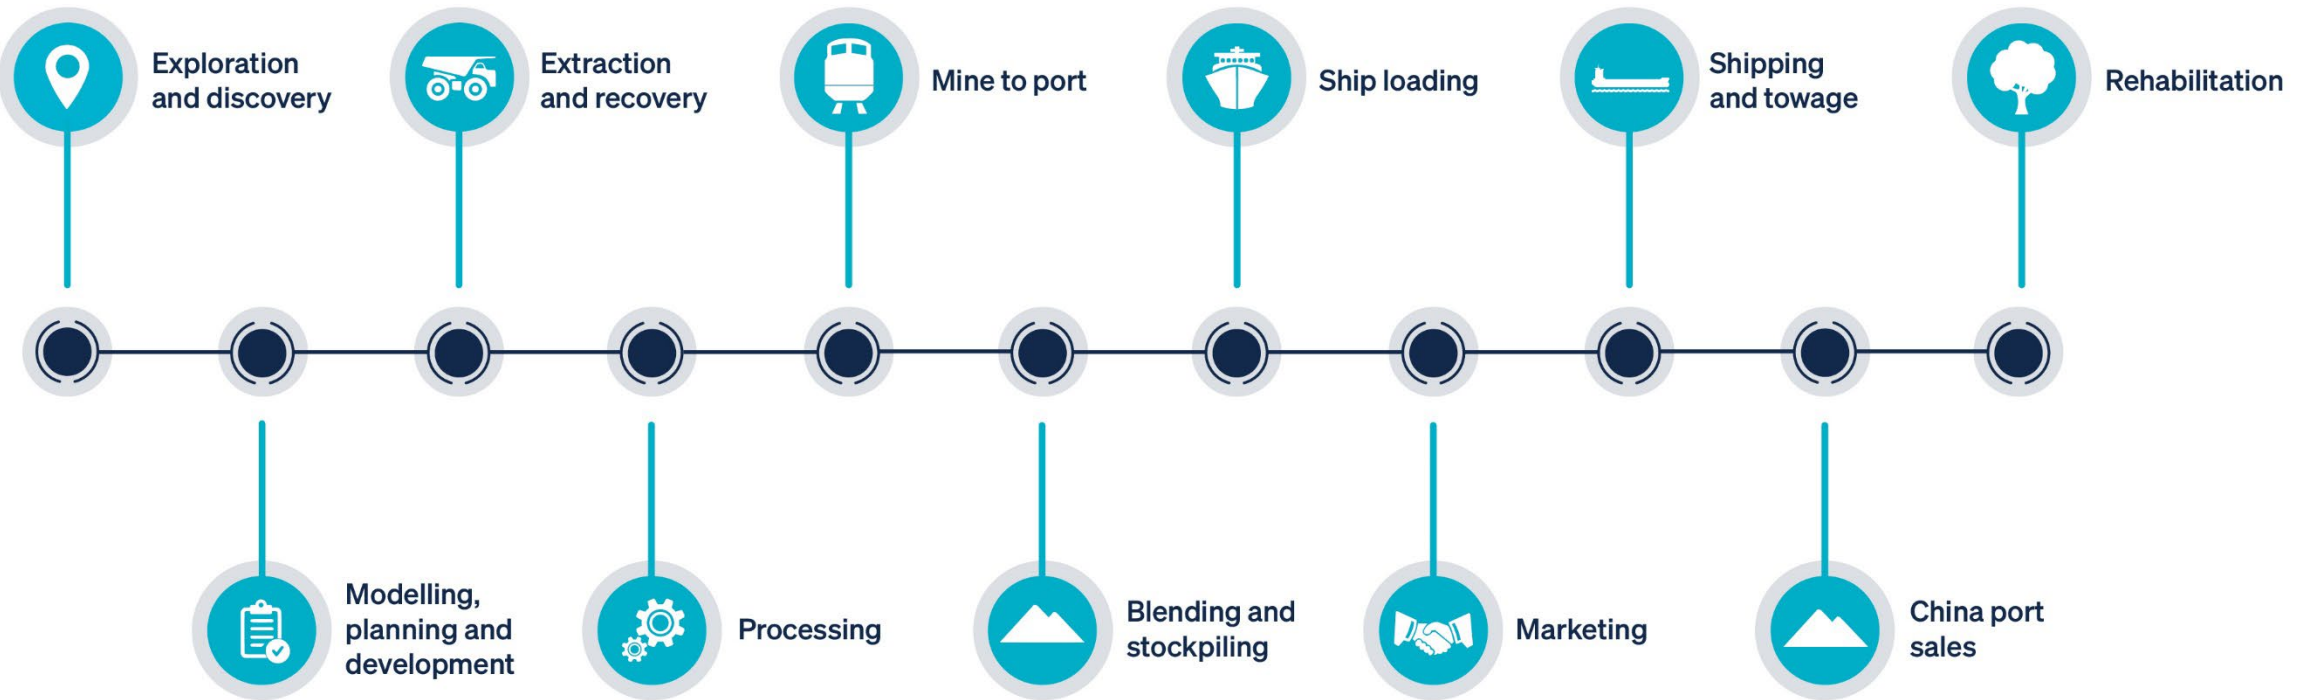 Exploration
and discovery
Extraction
and recovery
Mine to port
Ship loading
Shipping
and towage
Rehabilitation
Modelling,
planning and
development
Processing
Blending and
stockpiling
Marketing
China port
sales